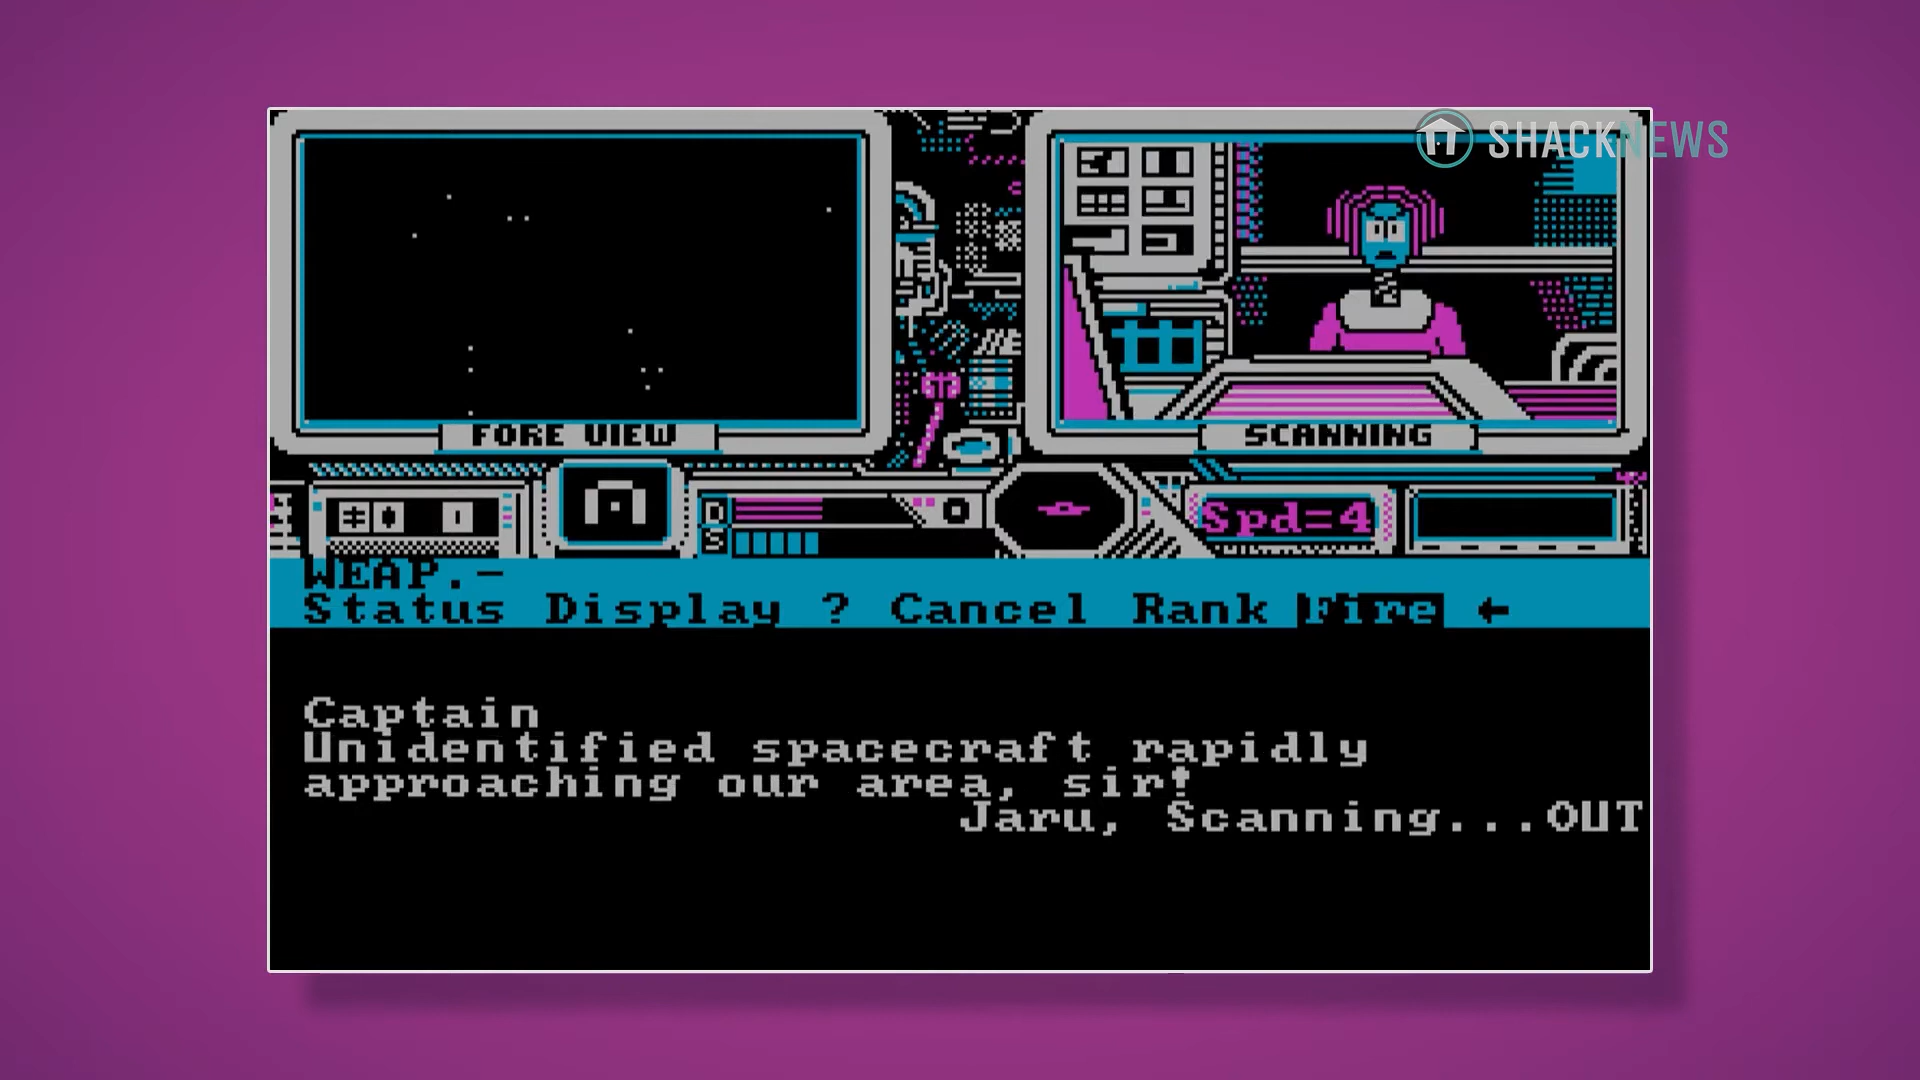 SHACKNEWS
FORE VIEW
SCANNING
D
S
Spd=4
WEAP.-
Status Display ? Cancel Rank Fire ←
Captain
Unidentified spacecraft rapidly
approaching our area, sir!
Jaru, Scanning...OUT